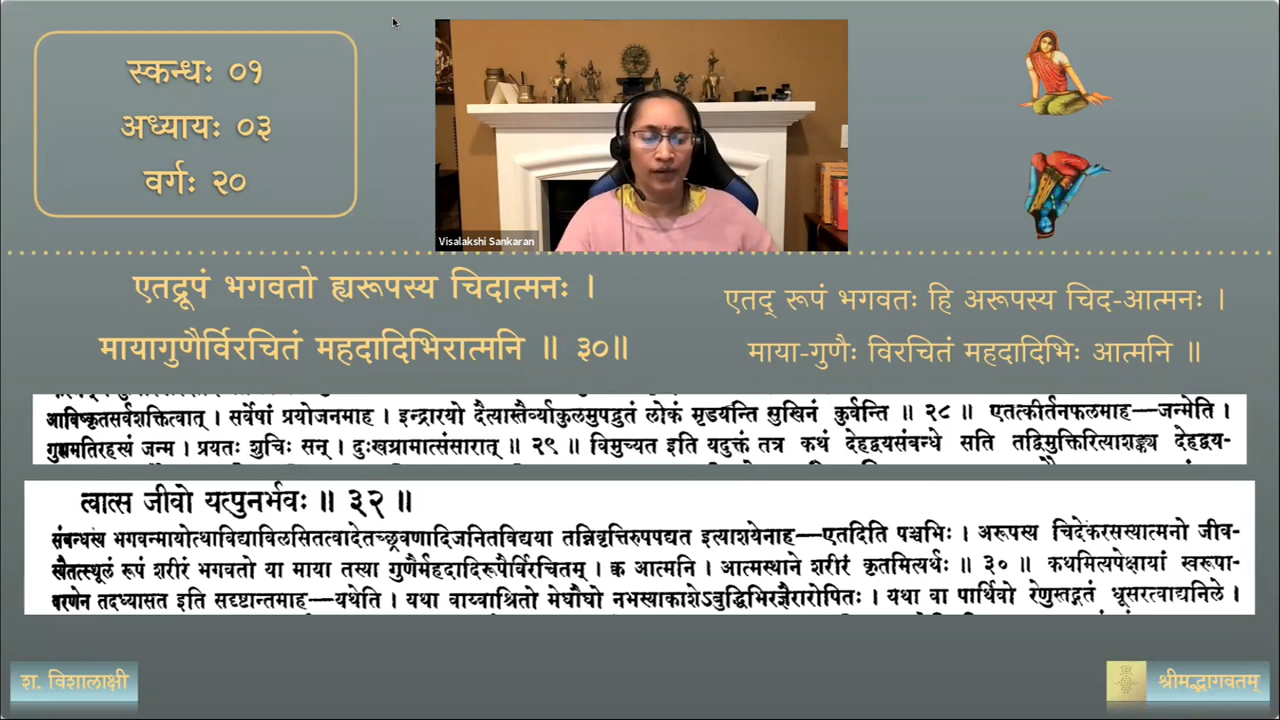 स्कन्धः ०१
अध्यायः ०३
वर्गः २०
Visalakshi Sankaran
एतद्रूपं भगवतो ह्यरूपस्य चिदात्मनः ।
मायागुणैर्विरचितं महदादिभिरात्मनि ॥ ३०॥
एतद् रूपं भगवतः हि अरूपस्य चिद-आत्मनः ।
माया-गुणैः विरचितं महदादिभिः आत्मनि ॥
आविष्कृतसर्वशक्तित्वात् । सर्वेषां प्रयोजनमाह । इन्द्रारयो दैत्यास्तैर्व्याकुलमुपद्रुतं लोकं मृडयन्ति सुखिनं कुर्वन्ति ॥ २८ ॥ एतत्कीर्तनफलमाह—जन्मेति ।
गुह्यमतिरहस्यं जन्म । प्रयतः शुचिः सन् । दुःखग्रामात्संसारात् ॥ २९ ॥ विमुच्यत इति यदुक्तं तत्र कथं देहद्वयसंबन्धे सति तद्विमुक्तिरित्याशङ्क्य देहद्वय-
त्वात्स जीवो यत्पुनर्भवः ॥ ३२ ॥
संबन्धस्य भगवन्मायोत्थाविद्याविलसितत्वादेतच्छ्रवणादिजनितविद्यया तन्निवृत्तिरुपपद्यत इत्याशयेनाह—एतदिति पञ्चभिः । अरूपस्य चिदेकरसस्यात्मनो जीव-
स्यैतत्स्थूलं रूपं शरीरं भगवतो या माया तस्या गुणैर्महदादिरूपैर्विरचितम् । क्व आत्मनि । आत्मस्थाने शरीरं कृतमित्यर्थः ॥ ३० ॥ कथमित्यपेक्षायां स्वरूपा-
वरणेन तदध्यासत इति सदृष्टान्तमाह—यथेति । यथा वाय्वाश्रितो मेघौघो नभस्याकाशेऽबुद्धिभिरज्ञैरारोपितः । यथा वा पार्थिवो रेणुस्तद्गतं धूसरत्वाद्यनिले ।
श. विशालाक्षी
श्रीमद्भागवतम्